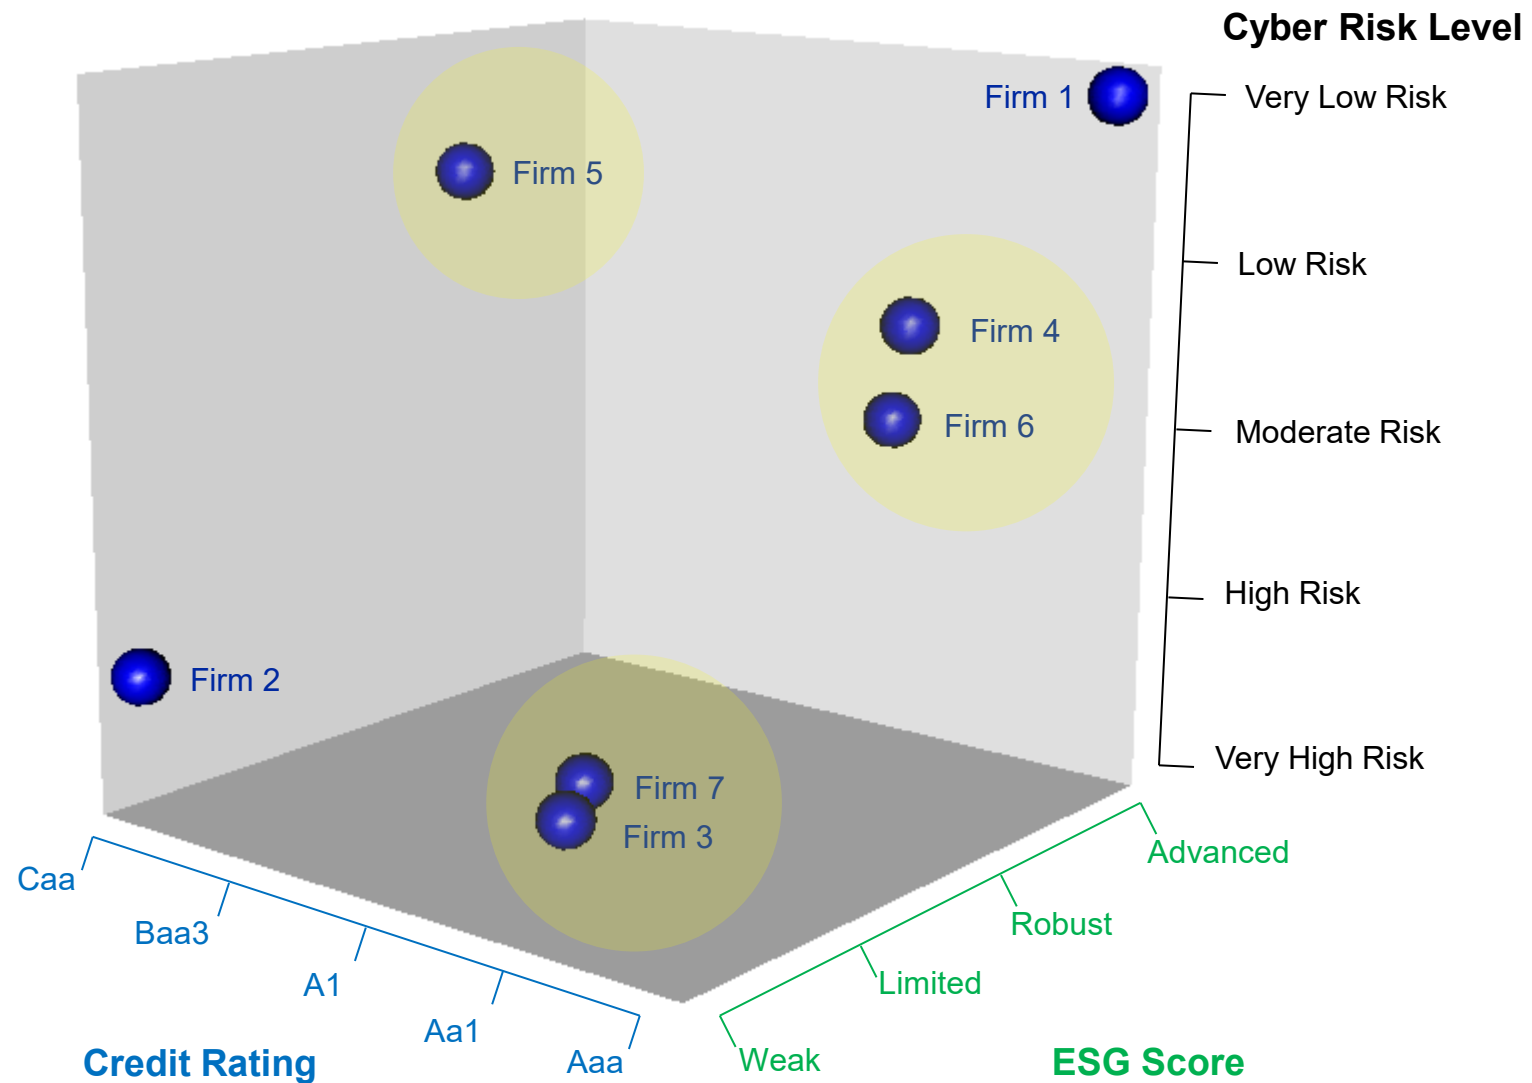 Cyber Risk Level
Firm 1
Very Low Risk
Firm 5
Low Risk
Firm 4
Firm 6
Moderate Risk
High Risk
Firm 2
Very High Risk
Firm 7
Firm 3
Advanced
Caa
Robust
Baa3
A1
Limited
Aa1
Aaa
Weak
Credit Rating
ESG Score